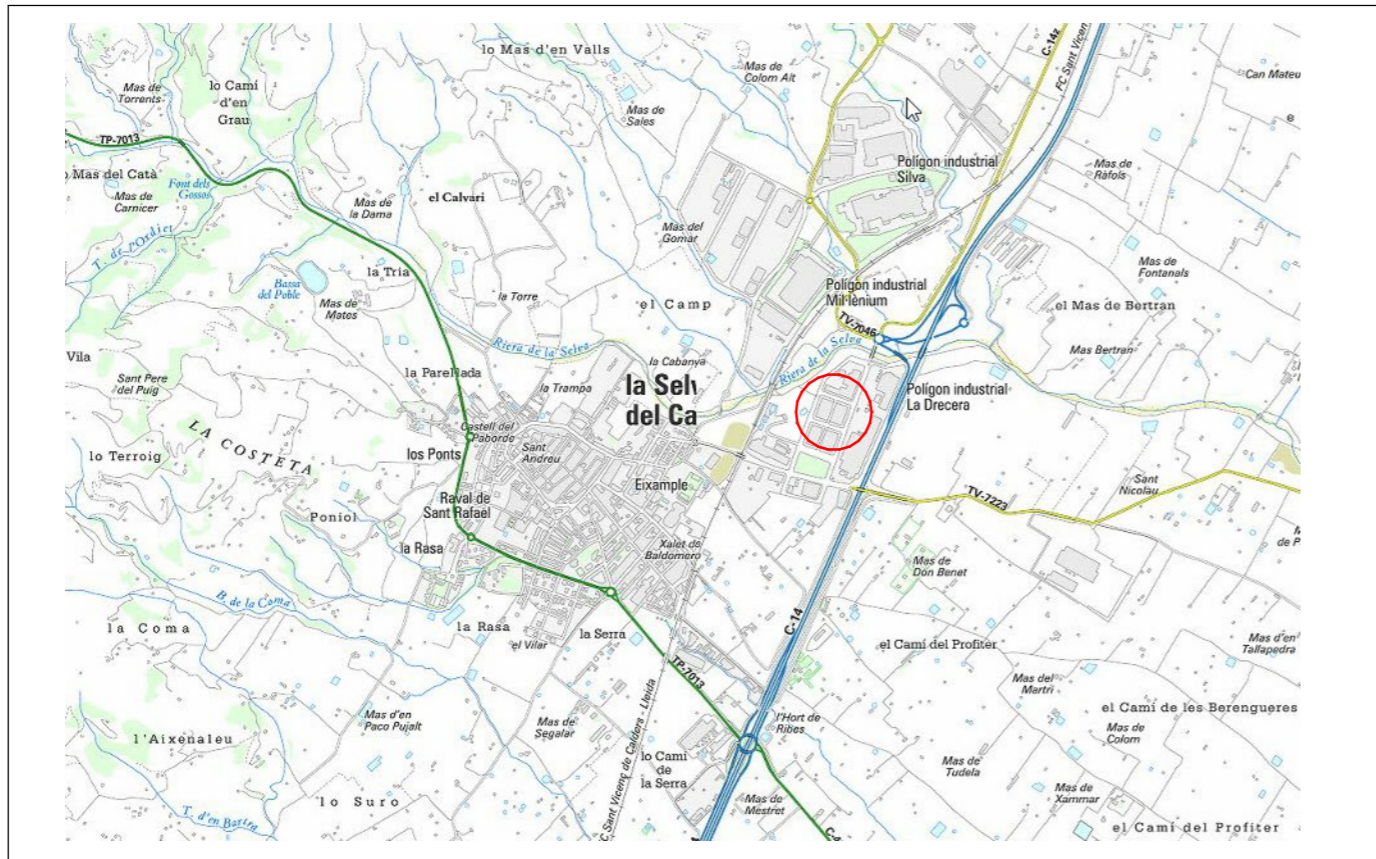 lo Mas d'en Valls
Mas de
Colom Alt
C-14z
FC Sant Vicenç
Can Mateu
Mas de
Torrents
lo Camí
d'en
Grau
Mas de
Sales
e
TP-7013
Polígon industrial
Silva
Mas de
Ràfols
lo Mas del Catà
Font dels
Gossos
Mas de
Carnicer
el Calvari
Mas de
la Dama
Mas del
Gomar
T. de l'Ordiet
Mas de
Fontanals
la Tria
Bassa
del Poble
Polígon industrial
Mil·lènium
Mas de
Mates
la Torre
el Camp
el Mas de Bertran
TV-7046
Riera de la Selva
Riera de la Selva
Mas Bertran
Vila
la Cabanya
Sant Pere
del Puig
la Parellada
la Trampa
la Selv
del Ca
Polígon industrial
La Drecera
LA COSTETA
Castell del
Paborde
lo Terroig
los Ponts
Sant
Andreu
Eixample
Sant
Nicolau
TV-7223
Raval de
Sant Rafael
Poniol
la Rasa
Xalet de
Baldomero
M
de P
Mas de
Don Benet
B. de la Coma
la Coma
la Rasa
el Vilar
la Serra
C-14
el Camí del Profiter
Mas d'en
Tallapedra
TP-7013
Mas del
Martrí
Mas d'en
Paco Pujalt
Mas de
Segalar
l'Hort de
Ribes
el Camí de les Berengueres
Mas de
Colom
l'Aixenaleu
FC Sant Vicenç de Calders - Lleida
lo Camí
de
la Serra
Mas de
Tudela
lo Suro
Mas de
Mestret
Mas de
Xammar
T. d'en Batra
el Camí del Profiter